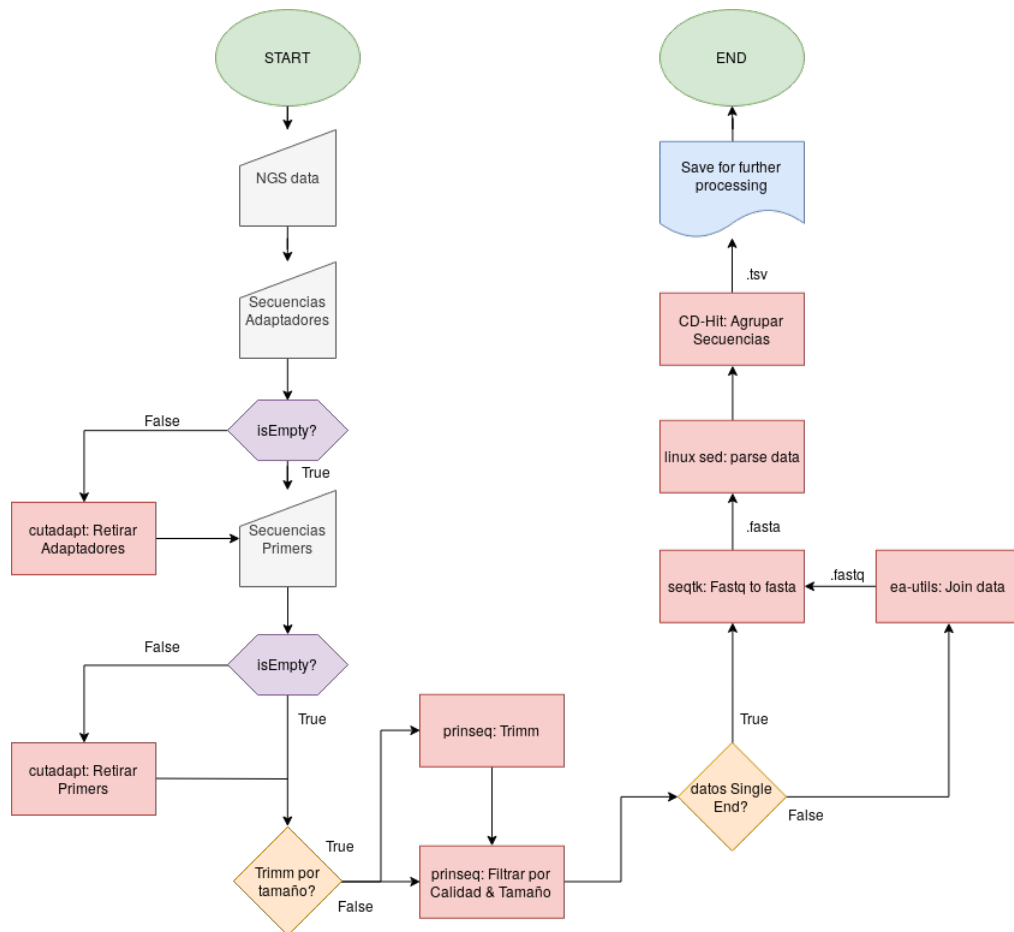 START
NGS data
Secuencias
Adaptadores
isEmpty?
False
True
cutadapt: Retirar
Adaptadores
Secuencias
Primers
isEmpty?
False
True
cutadapt: Retirar
Primers
Trimm por
tamaño?
True
False
prinseq: Trimm
prinseq: Filtrar por
Calidad & Tamaño
datos Single
End?
True
False
ea-utils: Join data
.fastq
seqtk: Fastq to fasta
.fasta
linux sed: parse data
CD-Hit: Agrupar
Secuencias
.tsv
Save for further
processing
END